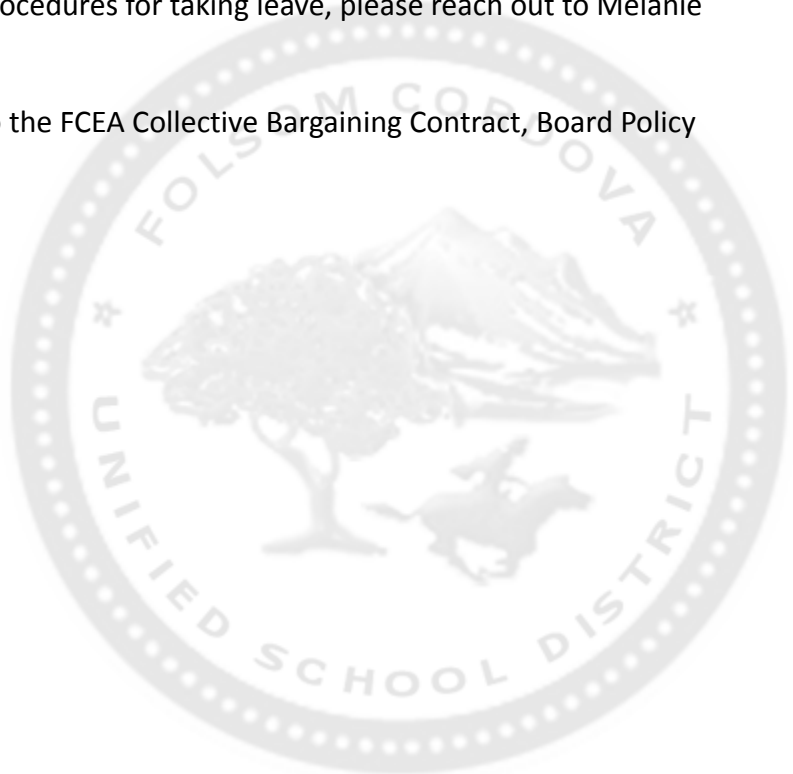 ocedures for taking leave, please reach out to Melanie
the FCEA Collective Bargaining Contract, Board Policy
FOLSOM CORDOVA
UNIFIED SCHOOL DISTRICT